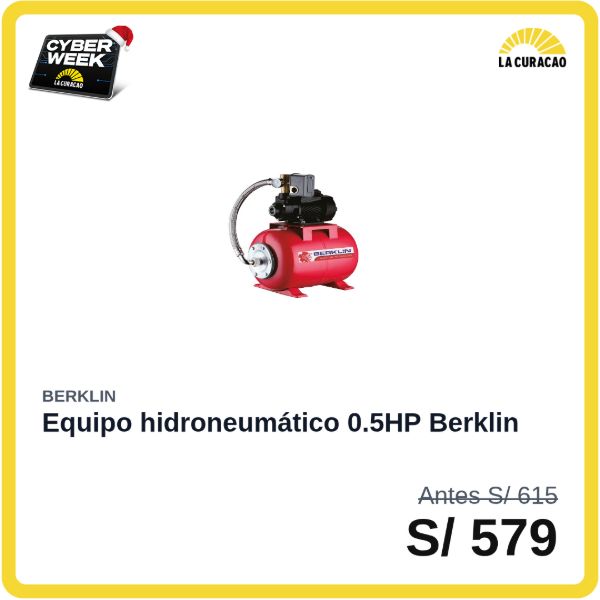 CYBER
WEEK
LA CURACAO
LA CURACAO
BERKLIN
BERKLIN
Equipo hidroneumático 0.5HP Berklin
Antes S/ 615
S/ 579